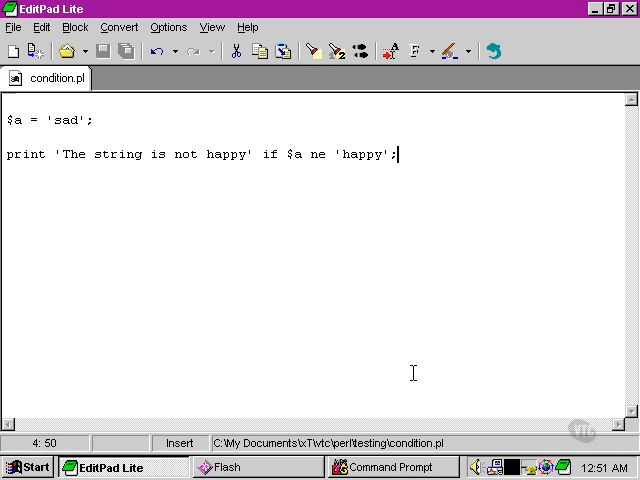 EditPad Lite
File Edit Block Convert Options View Help
condition.pl
$a = 'sad';
print 'The string is not happy' if $a ne 'happy';
VTC
4: 50 Insert C:\My Documents\xT\vtc\perl\testing\condition.pl
Start EditPad Lite Flash Command Prompt 12:51 AM